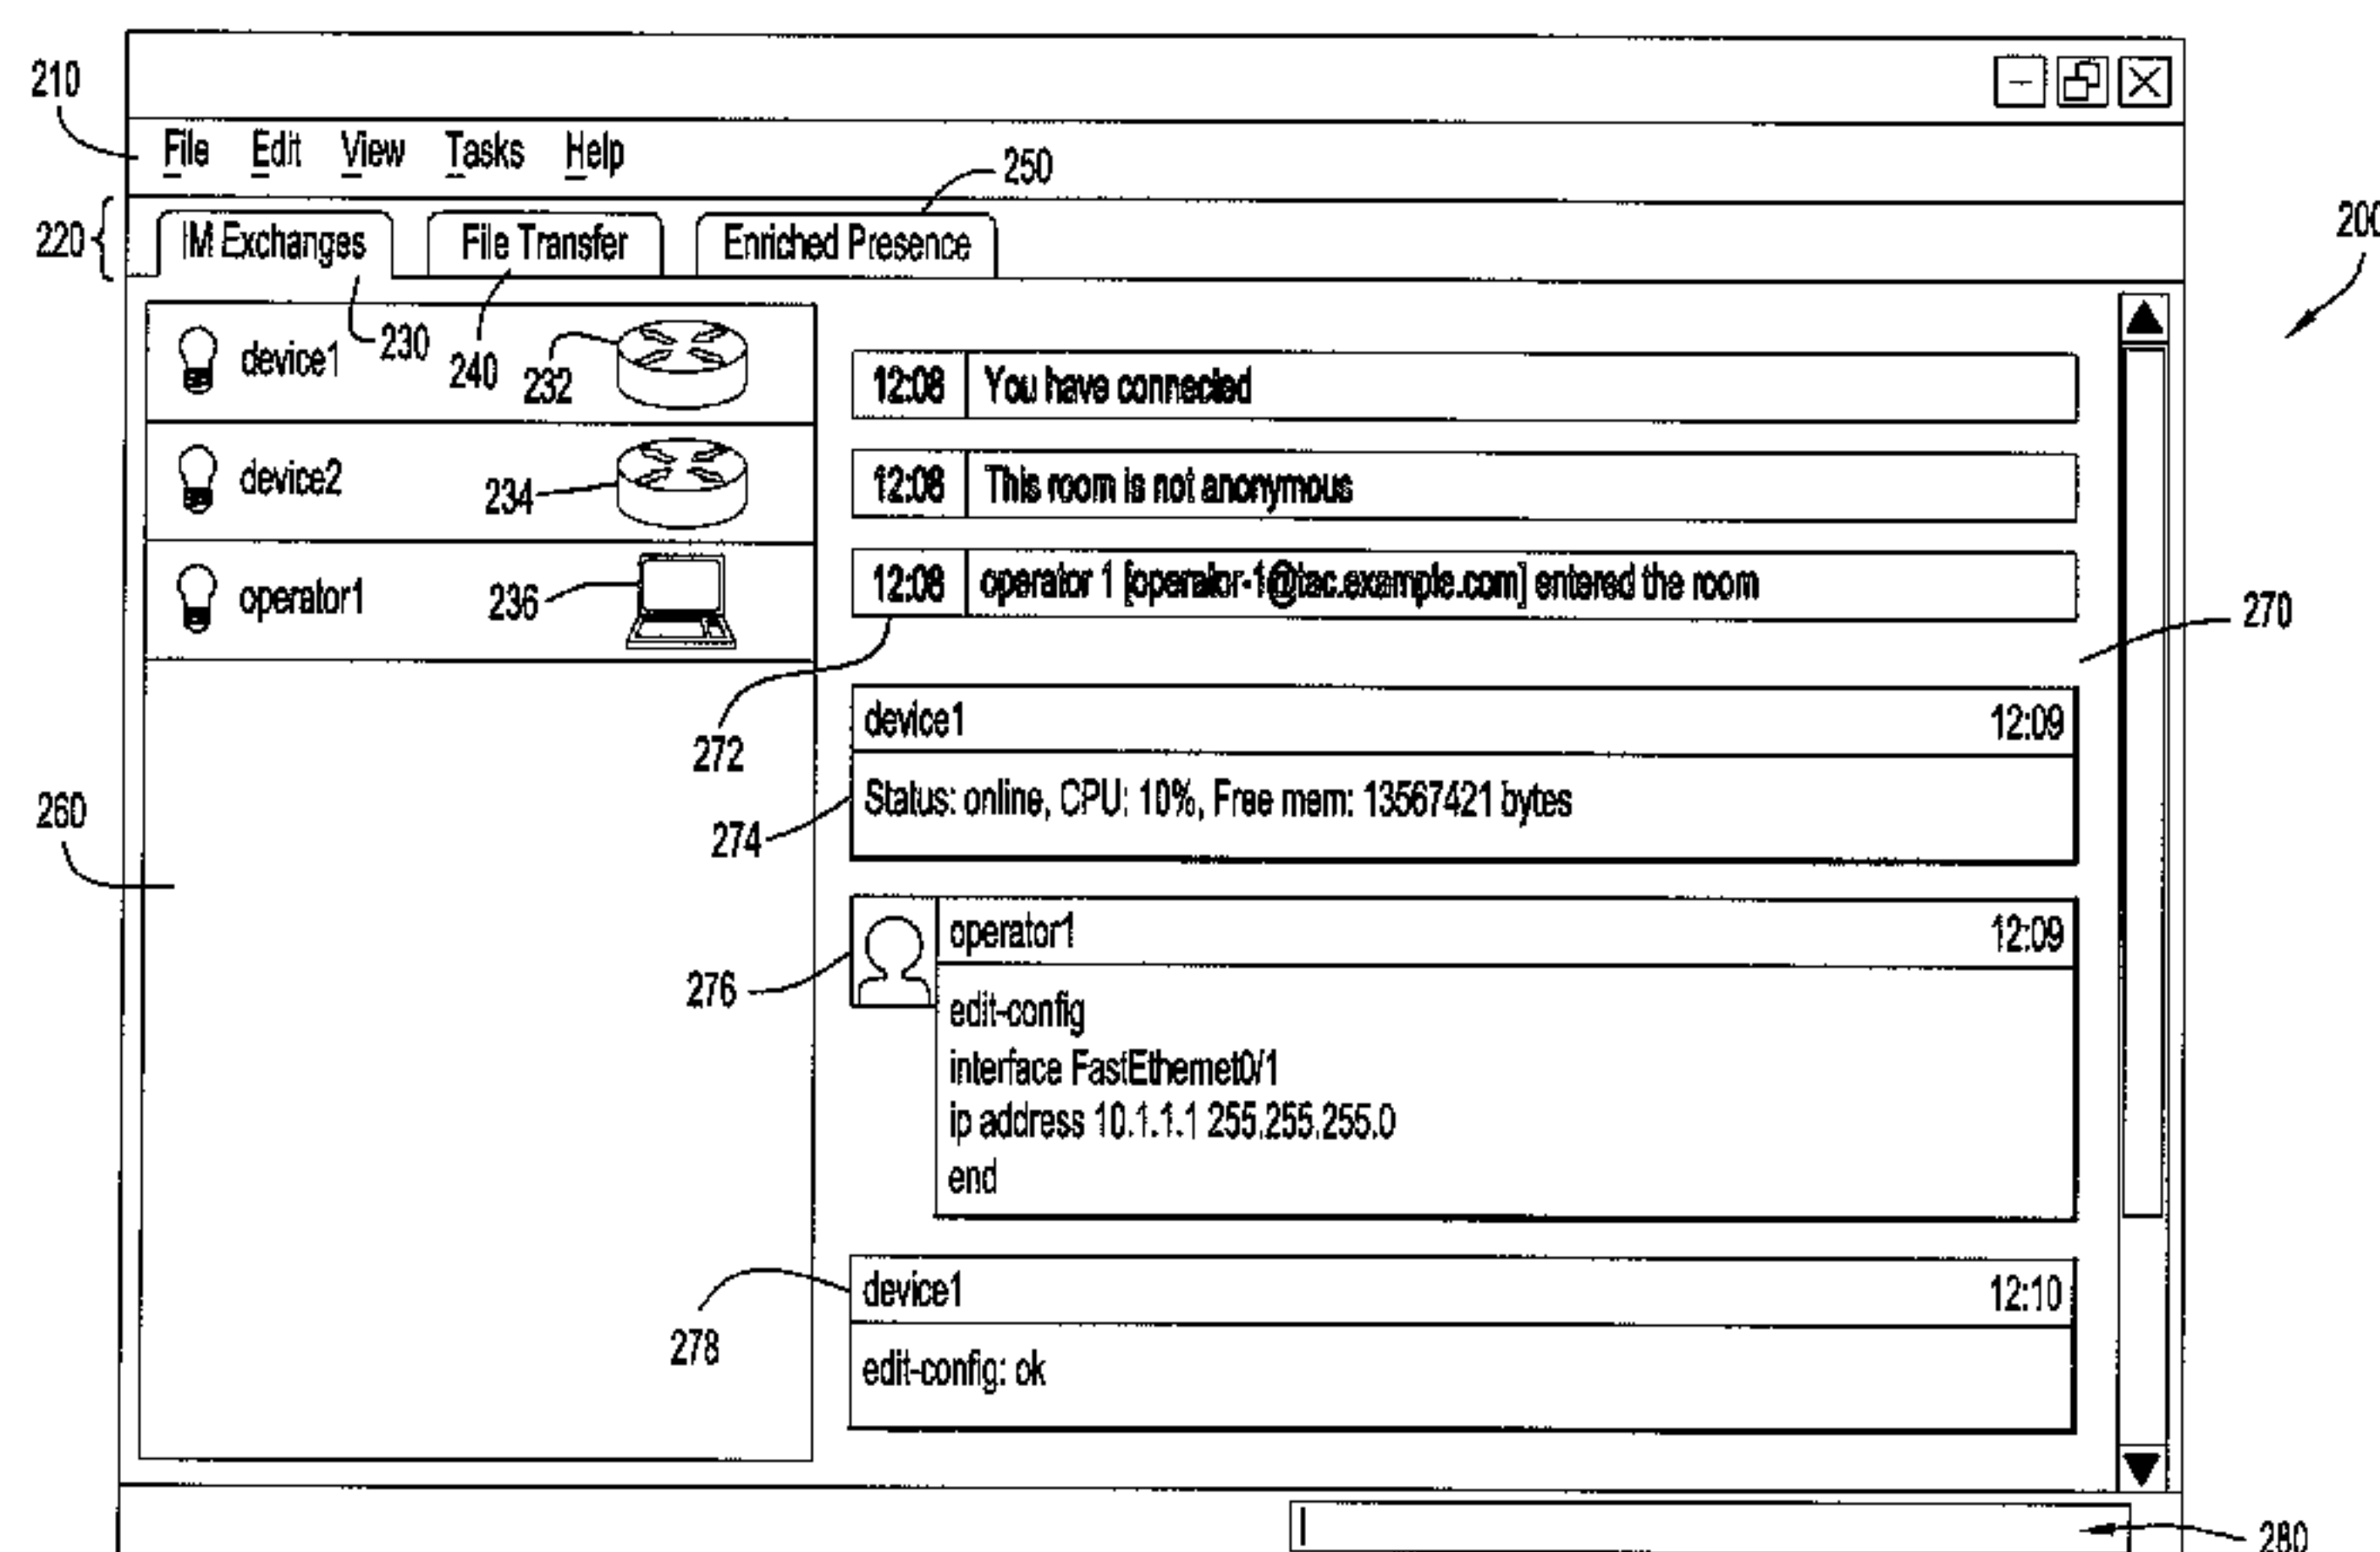 210
File Edit View Tasks Help
250
220
IM Exchanges File Transfer Enriched Presence
200
device1
230
240
232
device2
234
operator1
236
260
12:08 You have connected
12:08 This room is not anonymous
12:08 operator 1 [operator-1@tac.example.com] entered the room
270
272
device1 12:09
Status: online, CPU: 10%, Free mem: 13567421 bytes
274
operator1 12:09
276
edit-config
interface FastEthernet0/1
ip address 10.1.1.1 255.255.255.0
end
device1 12:10
278
edit-config: ok
280